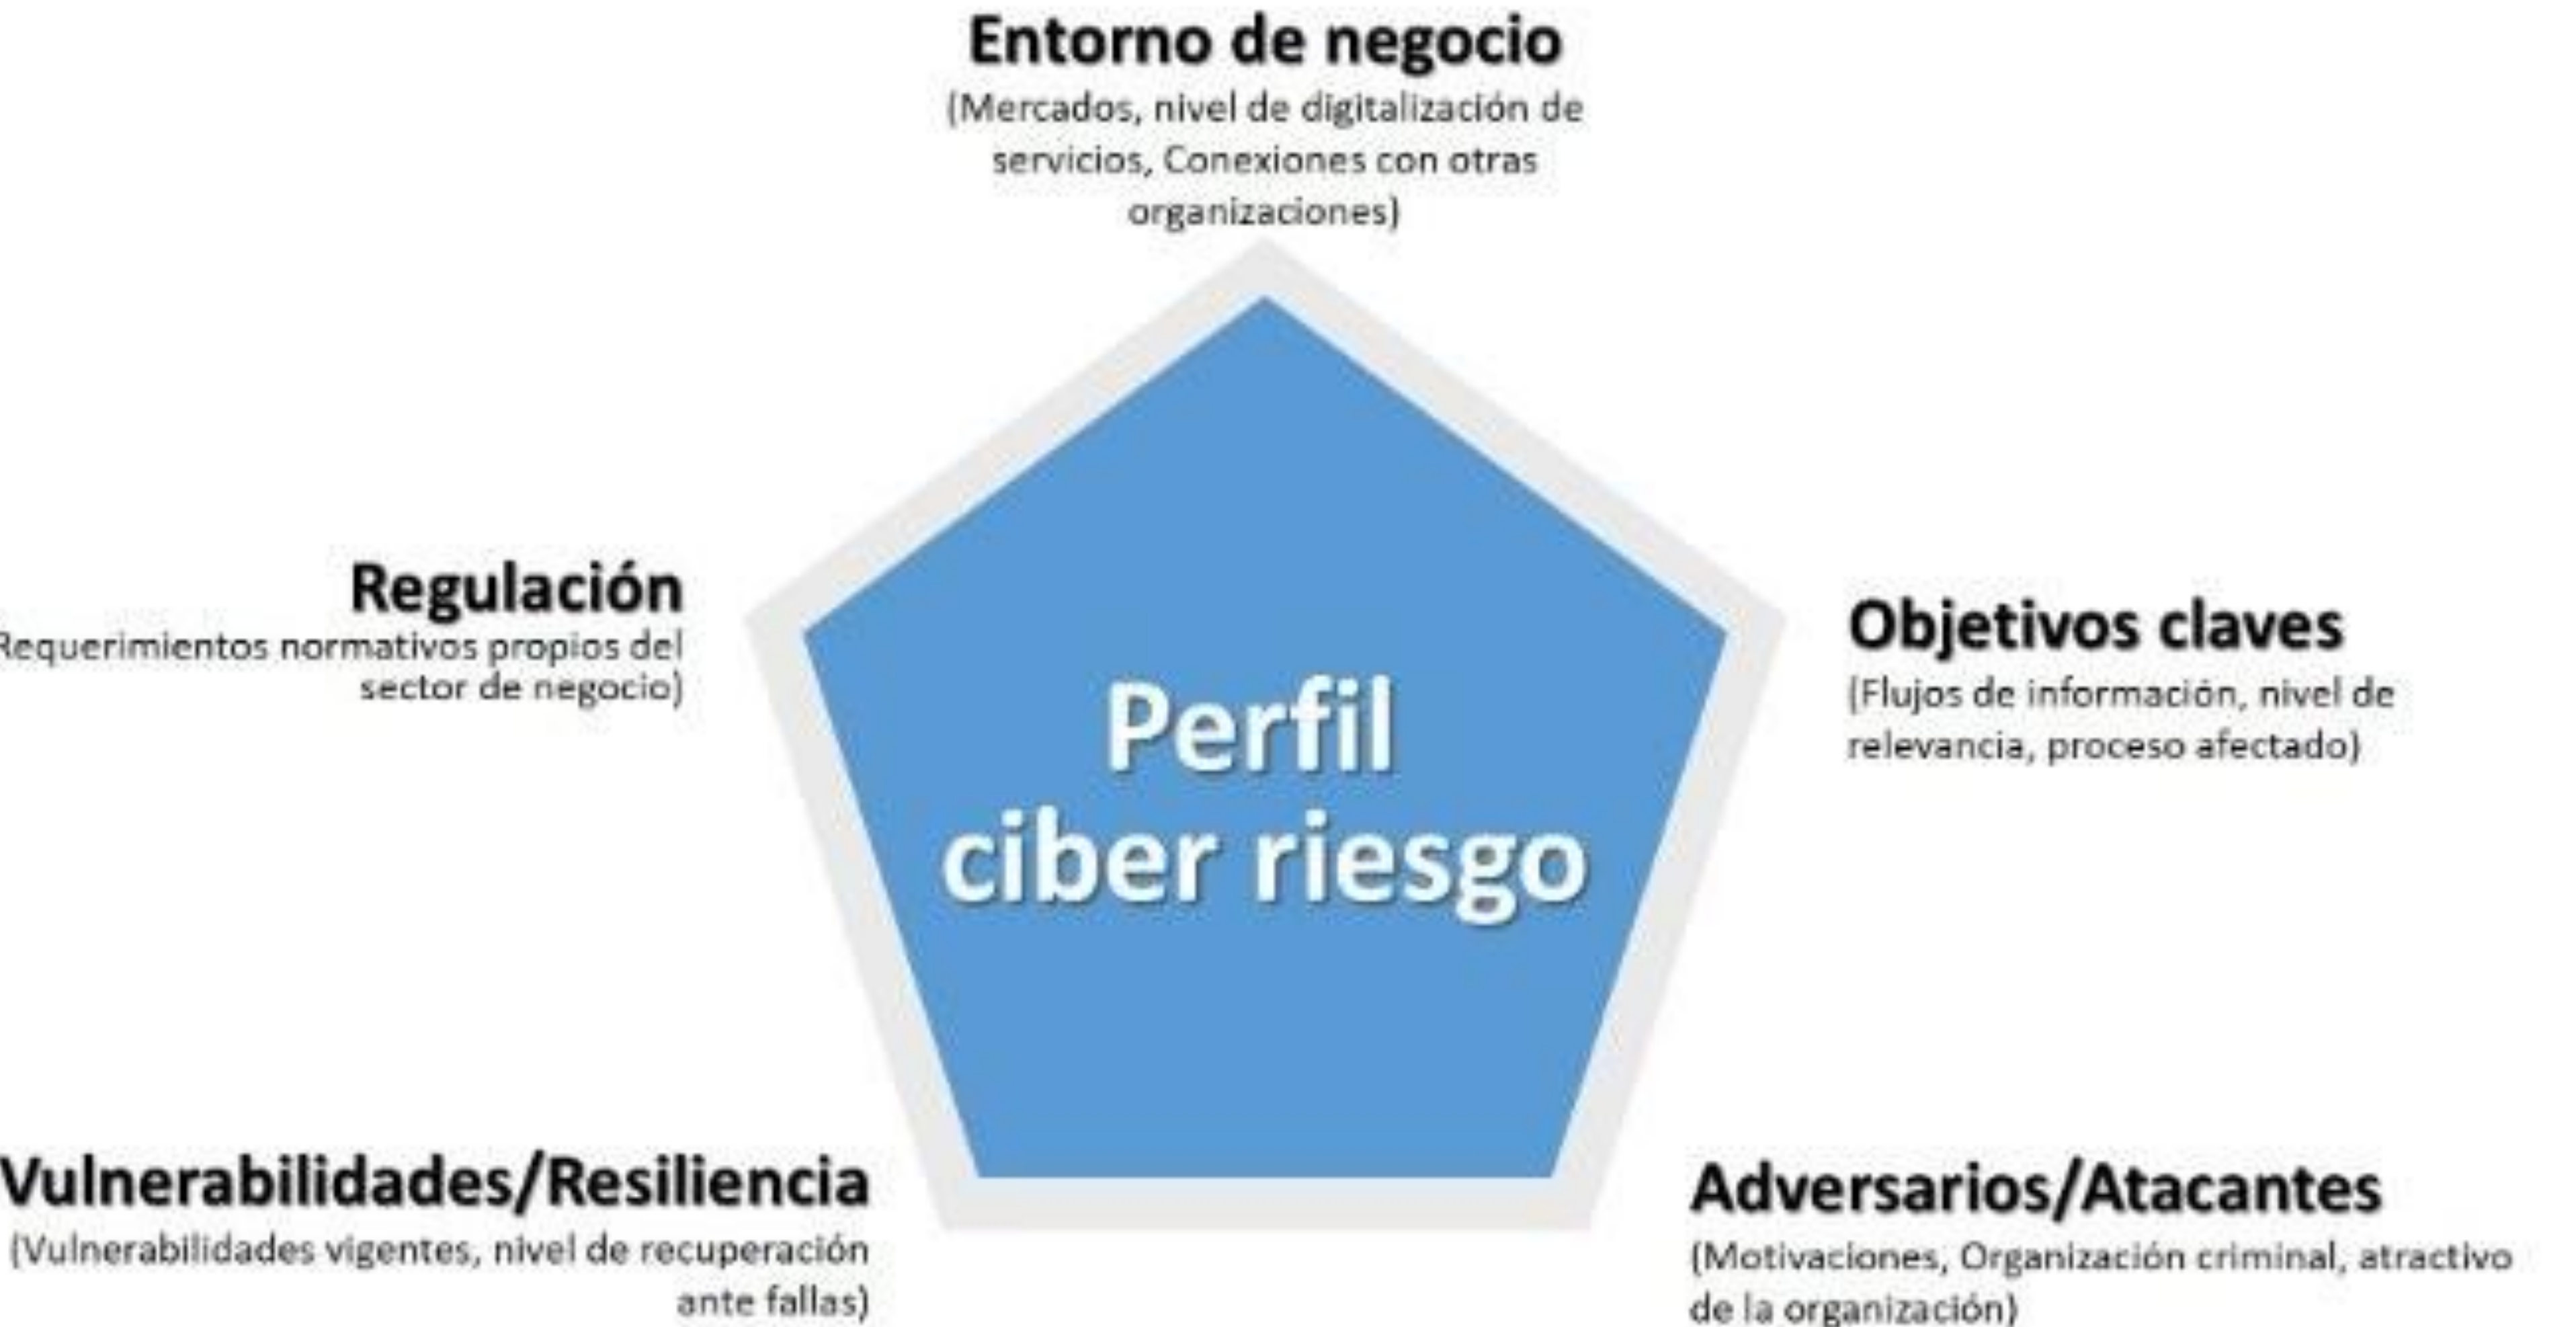 Entorno de negocio
(Mercados, nivel de digitalización de
servicios, Conexiones con otras
organizaciones)
Regulación
Requerimientos normativos propios del
sector de negocio)
Objetivos claves
(Flujos de información, nivel de
relevancia, proceso afectado)
Perfil
ciber riesgo
Vulnerabilidades/Resiliencia
(Vulnerabilidades vigentes, nivel de recuperación
ante fallas)
Adversarios/Atacantes
(Motivaciones, Organización criminal, atractivo
de la organización)